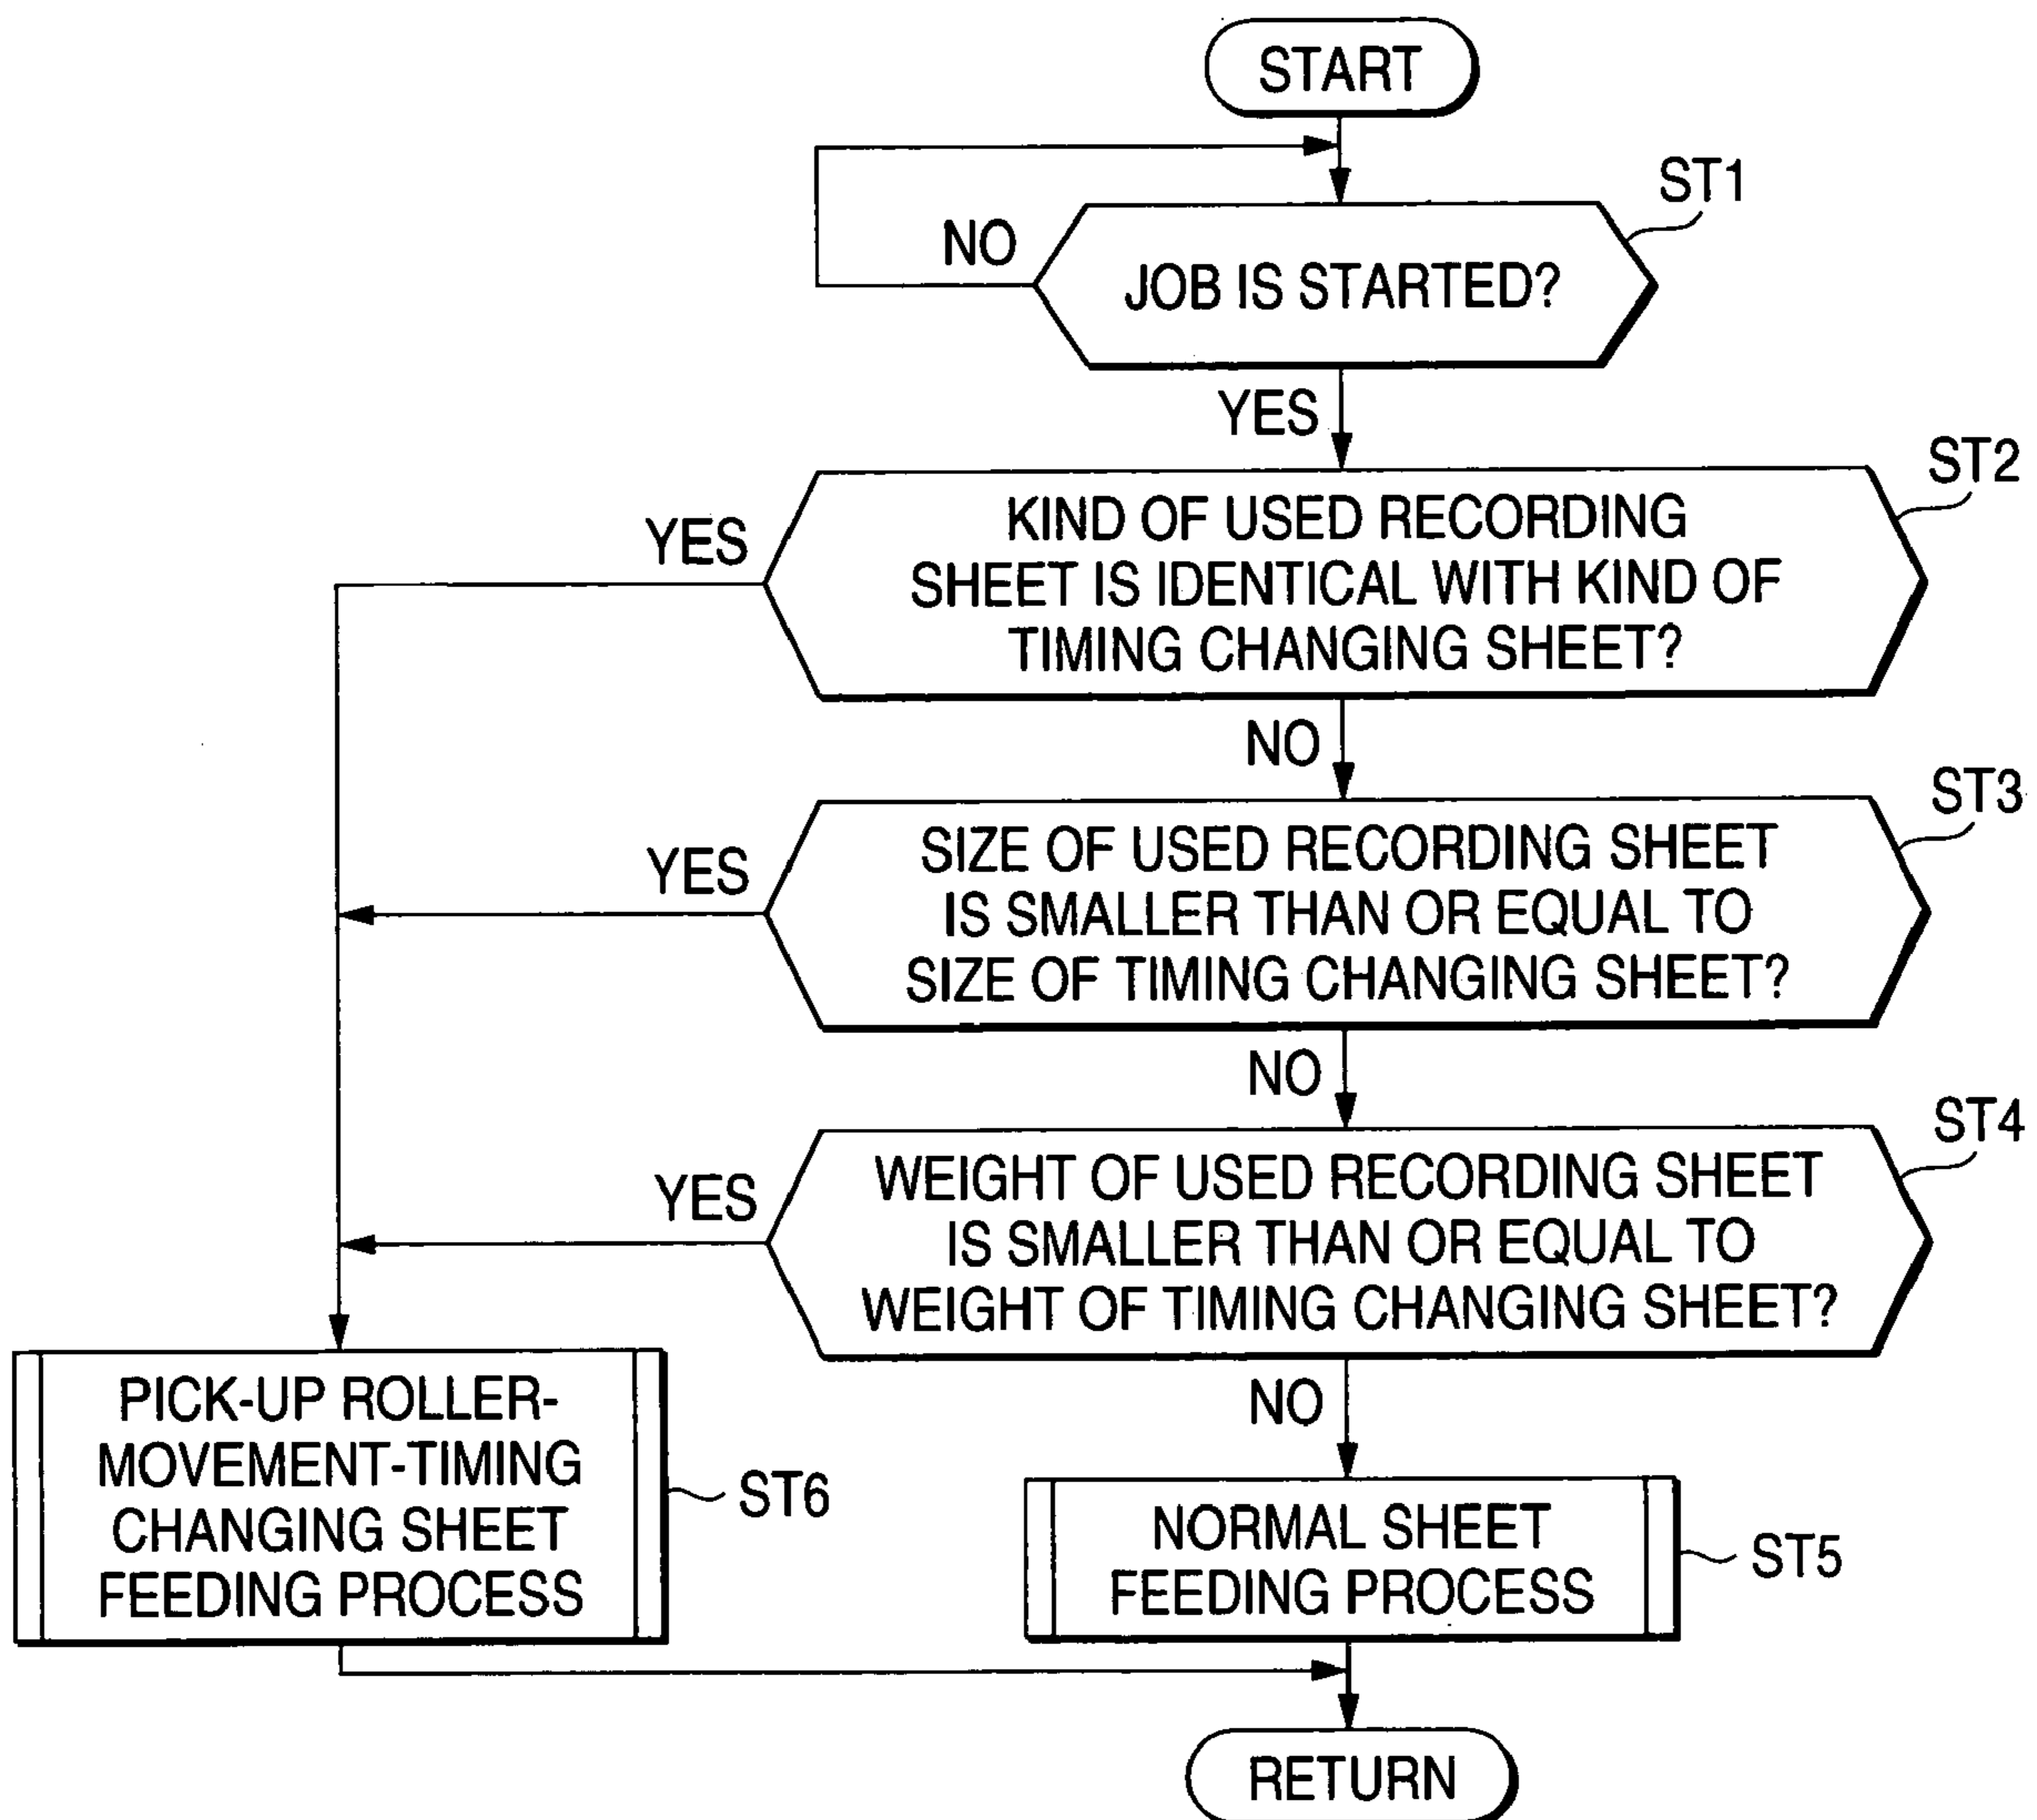 START
ST1
NO
JOB IS STARTED?
YES
ST2
YES
KIND OF USED RECORDING
SHEET IS IDENTICAL WITH KIND OF
TIMING CHANGING SHEET?
NO
ST3
YES
SIZE OF USED RECORDING SHEET
IS SMALLER THAN OR EQUAL TO
SIZE OF TIMING CHANGING SHEET?
NO
ST4
YES
WEIGHT OF USED RECORDING SHEET
IS SMALLER THAN OR EQUAL TO
WEIGHT OF TIMING CHANGING SHEET?
NO
PICK-UP ROLLER-
MOVEMENT-TIMING
CHANGING SHEET
FEEDING PROCESS
ST6
NORMAL SHEET
FEEDING PROCESS
ST5
RETURN